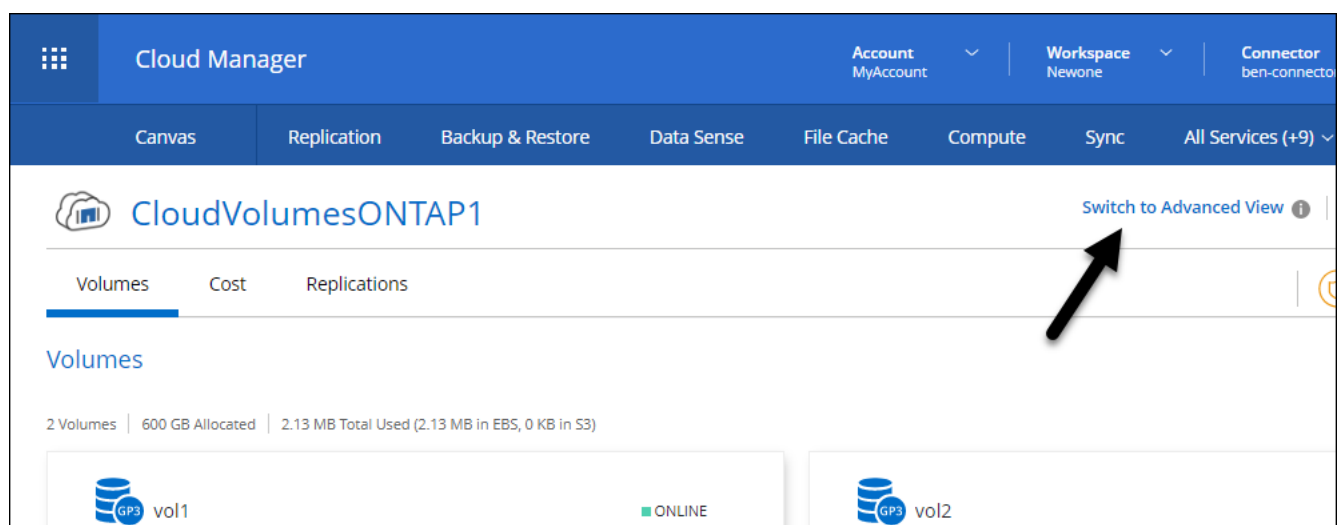 Cloud Manager
Account
MyAccount
Workspace
Newone
Connector
Canvas
Replication
Backup & Restore
Data Sense
File Cache
Compute
Sync
All Services (+9)
CloudVolumesONTAP1
Switch to Advanced View
Volumes
Cost
Replications
Volumes
2 Volumes | 600 GB Allocated | 2.13 MB Total Used (2.13 MB in EBS, 0 KB in S3)
GP3
vol1
ONLINE
GP3
vol2